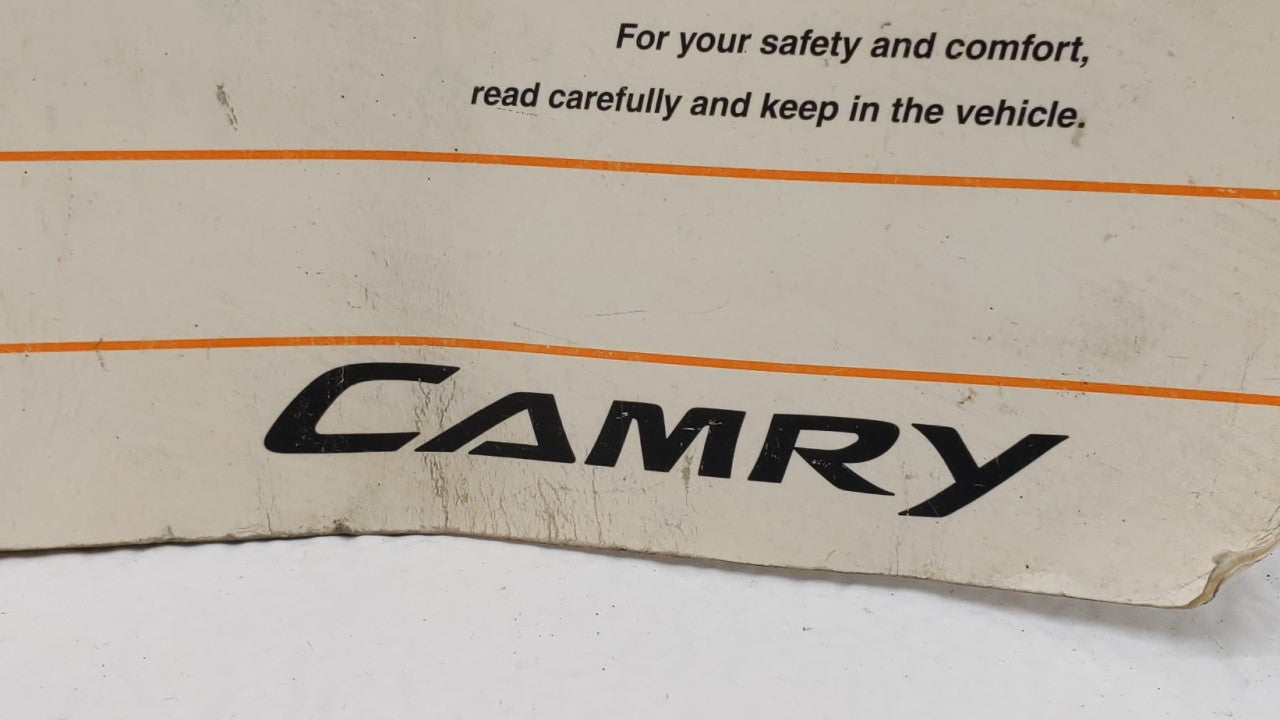 For your safety and comfort,
read carefully and keep in the vehicle.
CAMRY